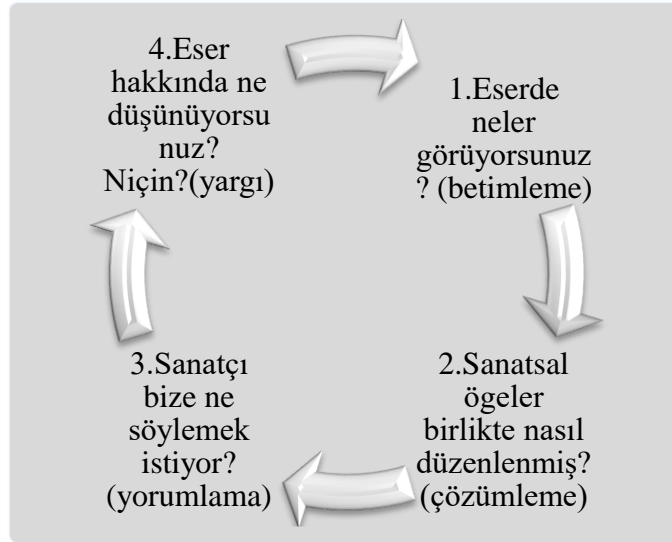 1.Eserde
neler
görüyorsunuz
? (betimleme)
2.Sanatsal
ögeler
birlikte nasıl
düzenlenmiş?
(çözümleme)
3.Sanatçı
bize ne
söylemek
istiyor?
(yorumlama)
4.Eser
hakkında ne
düşünüyorsu
nuz?
Niçin?(yargı)